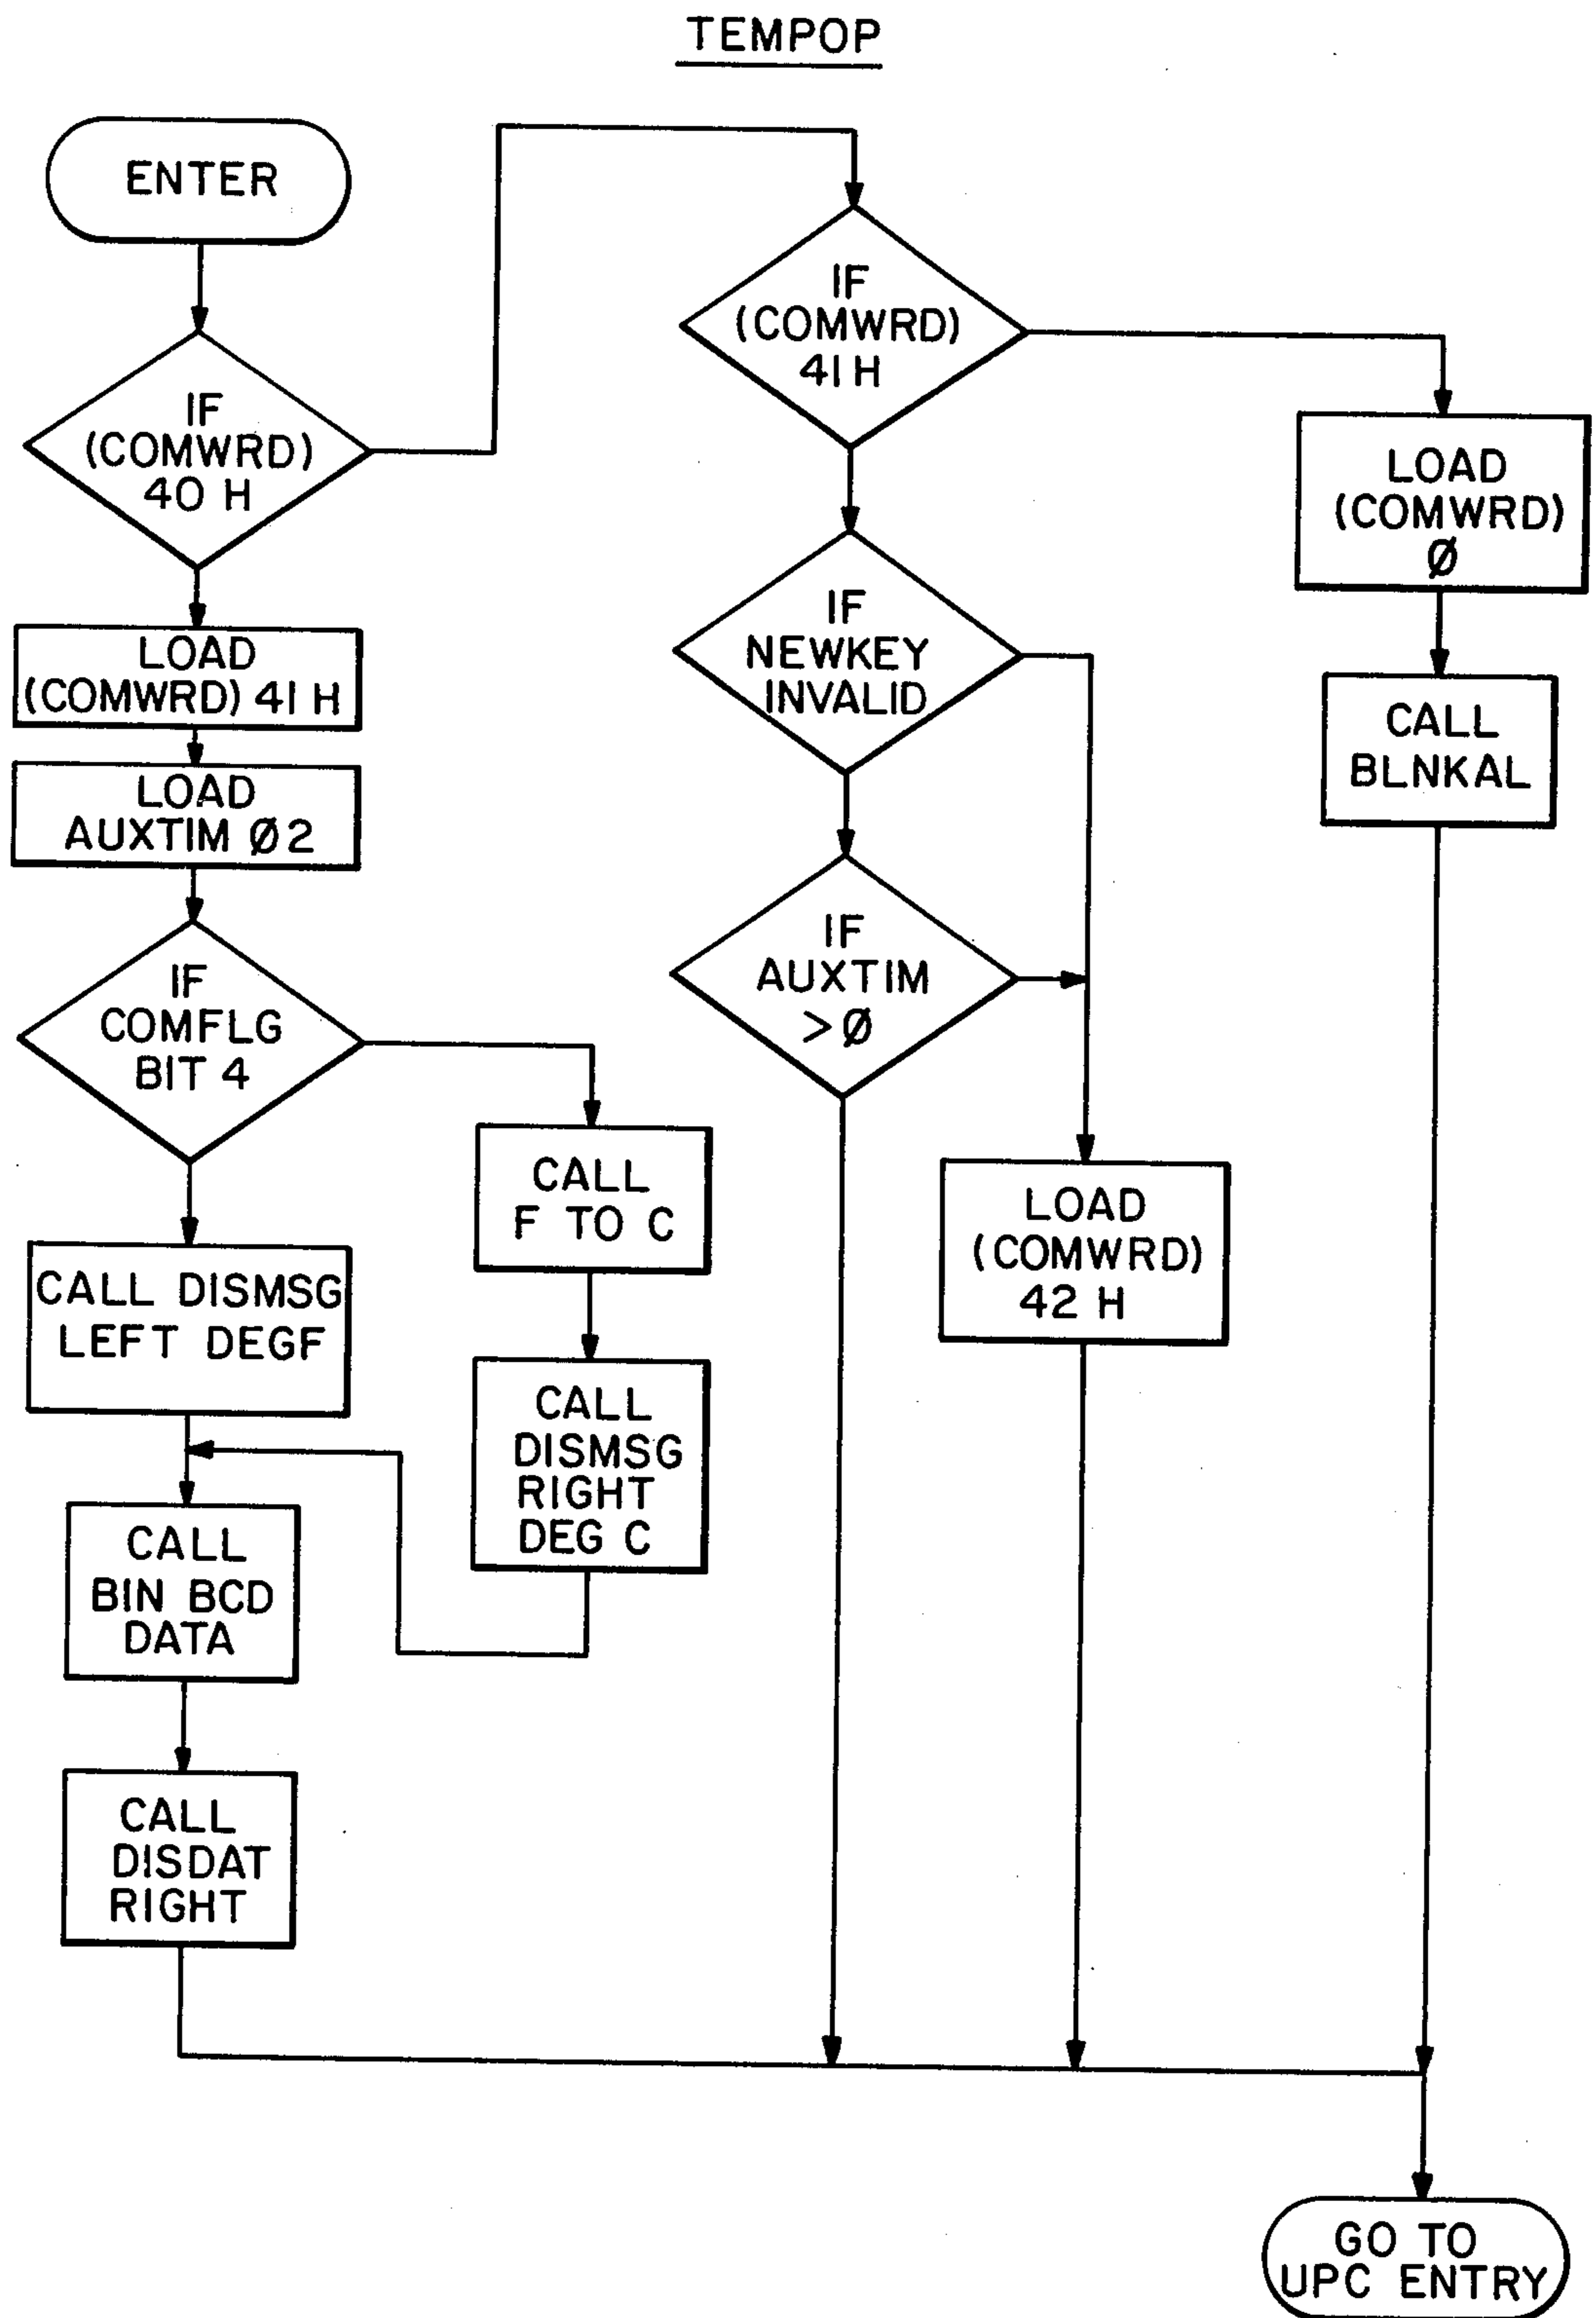 TEMPOP
ENTER
IF
(COMWRD)
40 H
LOAD
(COMWRD) 41 H
LOAD
AUXTIM Ø2
IF
COMFLG
BIT 4
CALL DISMSG
LEFT DEGF
CALL
BIN BCD
DATA
CALL
DISDAT
RIGHT
CALL
F TO C
CALL
DISMSG
RIGHT
DEG C
IF
(COMWRD)
41 H
IF
NEWKEY
INVALID
IF
AUXTIM
>Ø
LOAD
(COMWRD)
42 H
LOAD
(COMWRD)
Ø
CALL
BLNKAL
GO TO
UPC ENTRY